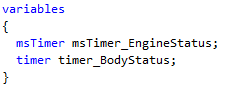 variables
{
  msTimer msTimer_EngineStatus;
  timer timer_BodyStatus;
}